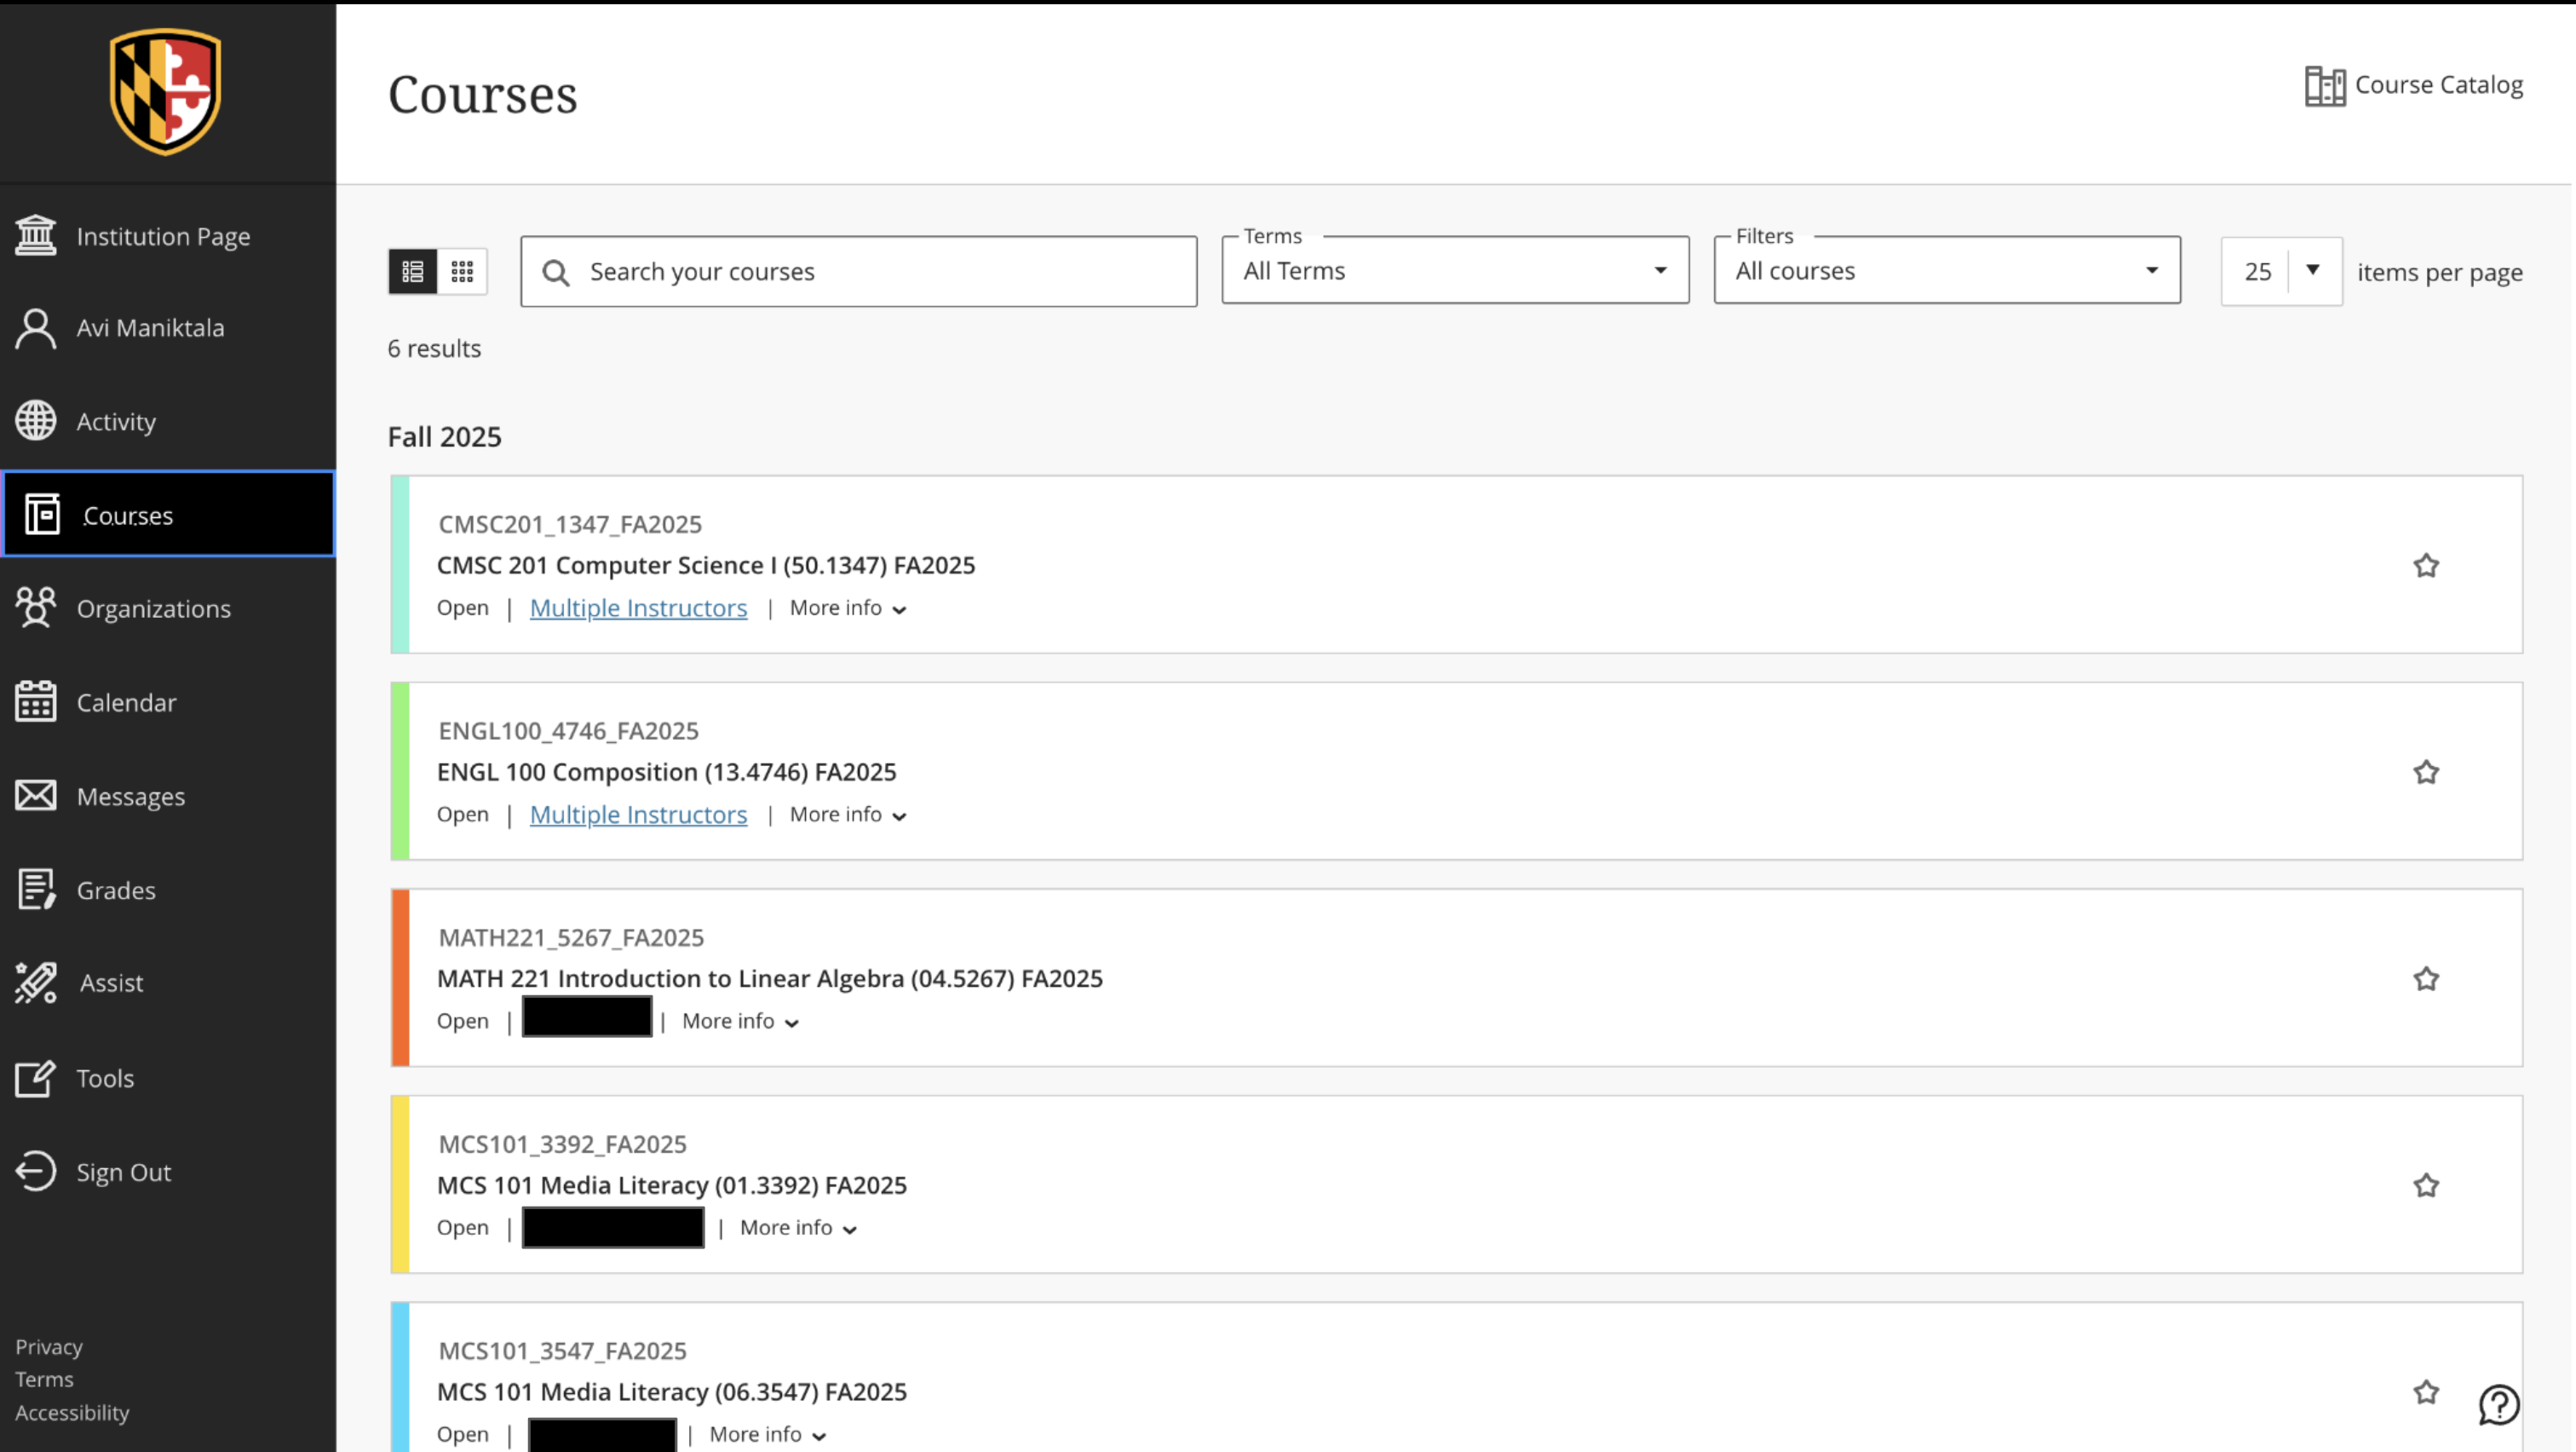 Institution Page
Avi Maniktala
Activity
Courses
Organizations
Calendar
Messages
Grades
Assist
Tools
Sign Out
Privacy
Terms
Accessibility
Courses
Course Catalog
Search your courses
Terms
All Terms
Filters
All courses
25 items per page
6 results
Fall 2025
CMSC201_1347_FA2025
CMSC 201 Computer Science I (50.1347) FA2025
Open | Multiple Instructors | More info
ENGL100_4746_FA2025
ENGL 100 Composition (13.4746) FA2025
Open | Multiple Instructors | More info
MATH221_5267_FA2025
MATH 221 Introduction to Linear Algebra (04.5267) FA2025
Open | | More info
MCS101_3392_FA2025
MCS 101 Media Literacy (01.3392) FA2025
Open | | More info
MCS101_3547_FA2025
MCS 101 Media Literacy (06.3547) FA2025
Open | | More info